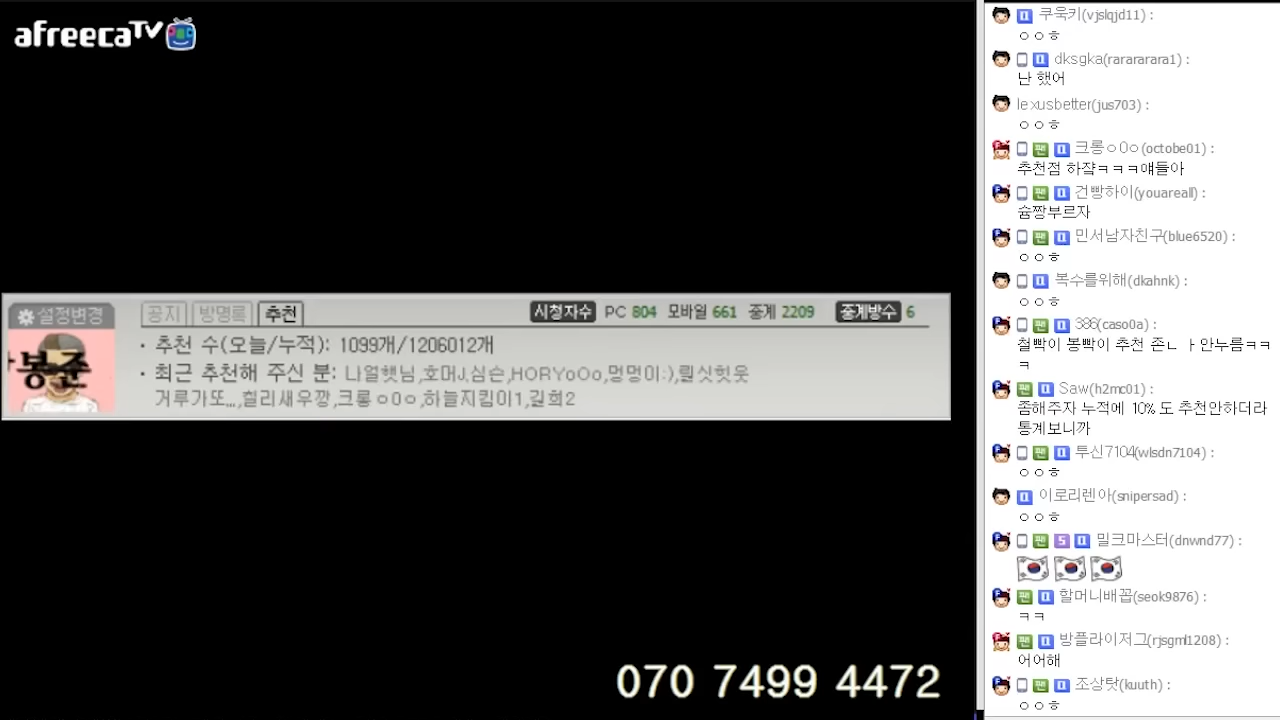 afreecaTV
설정변경
봉준
공지 방명록 추천
시청자수 PC 804 모바일 661 중계 2209 중계방수 6
· 추천 수(오늘/누적): 1099개/1206012개
· 최근 추천해 주신 분: 나얼햇님,호머J,심슨,HORYoOo,멍멍이:),릴싯힛웃
거루가또...,칠리새우깡,크롱ㅇ0ㅇ,하늘지킴이1,길희2
070 7499 4472
쿠욱키(vjslqjd11) :
ㅇㅇㅎ
dksgka(rarararara1) :
난 했어
lexusbetter(jus703) :
ㅇㅇㅎ
크롱ㅇ0ㅇ(octobe01) :
추천점 하쟉ㅋㅋㅋ얘들아
건빵하이(youareall) :
슘짱부르자
민서남자친구(blue6520) :
ㅇㅇㅎ
복수를위해(dkahnk) :
ㅇㅇㅎ
386(caso0a) :
철빡이 봉빡이 추천 존ㄴ ㅏ 안누름ㅋㅋ
ㅋ
Saw(h2mc01) :
좀해주자 누적에 10% 도 추천안하더라
통계보니까
투신7104(wlsdn7104) :
ㅇㅇㅎ
이로리렌아(snipersad) :
ㅇㅇㅎ
밀크마스터(dnwnd77) :
할머니배꼽(seok9876) :
ㅋㅋ
방플라이저그(rjsgml1208) :
어어해
조상탓(kuuth) :
ㅇㅇㅎ